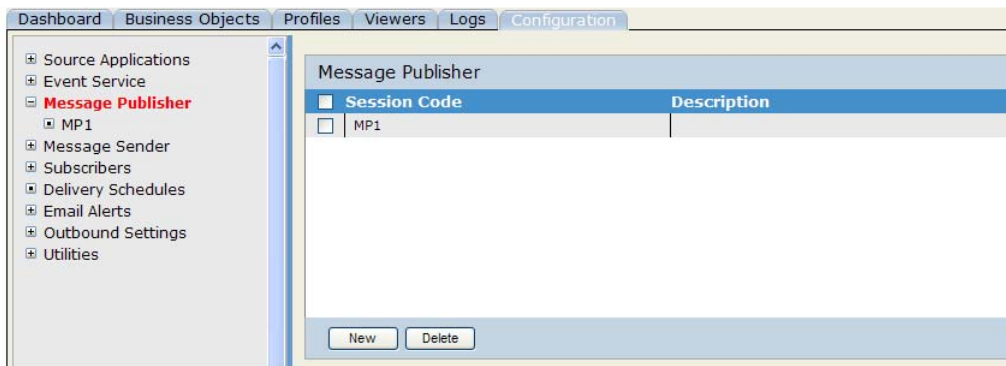 Dashboard Business Objects Profiles Viewers Logs Configuration
Source Applications
Event Service
Message Publisher
MP1
Message Sender
Subscribers
Delivery Schedules
Email Alerts
Outbound Settings
Utilities
Message Publisher
Session Code Description
MP1
New Delete